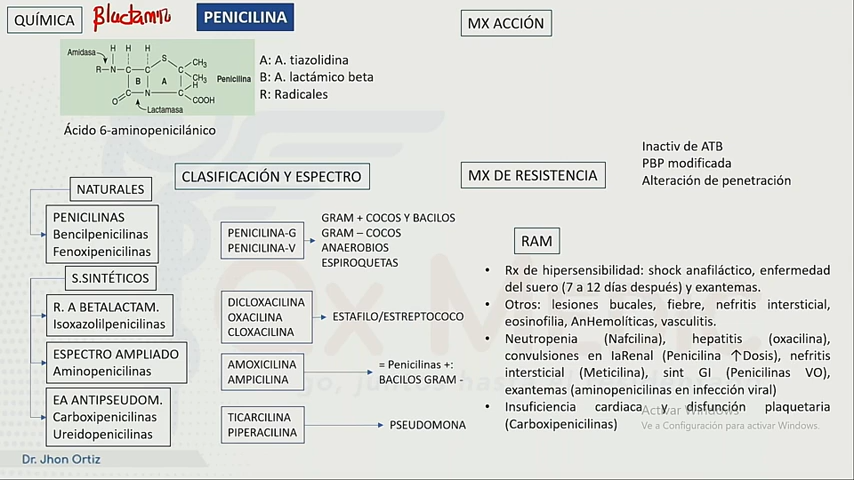 QUÍMICA
PENICILINA
MX ACCIÓN
Amidasa
H H H
R-N-C-C
S
C
CH₃
CH₃
H
B A
Penicilina
O C-N C
COOH
Lactamasa
A: A. tiazolidina
B: A. lactámico beta
R: Radicales
Ácido 6-aminopenicilánico
CLASIFICACIÓN Y ESPECTRO
NATURALES
PENICILINAS
Bencilpenicilinas
Fenoxipenicilinas
S.SINTÉTICOS
R. A BETALACTAM.
Isoxazolilpenicilinas
ESPECTRO AMPLIADO
Aminopenicilinas
EA ANTIPSEUDOM.
Carboxipenicilinas
Ureidopenicilinas
PENICILINA-G
PENICILINA-V
GRAM + COCOS Y BACILOS
GRAM – COCOS
ANAEROBIOS
ESPIROQUETAS
DICLOXACILINA
OXACILINA
CLOXACILINA
ESTAFILO/ESTREPTOCOCO
AMOXICILINA
AMPICILINA
= Penicilinas +:
BACILOS GRAM -
TICARCILINA
PIPERACILINA
PSEUDOMONA
MX DE RESISTENCIA
Inactiv de ATB
PBP modificada
Alteración de penetración
RAM
• Rx de hipersensibilidad: shock anafiláctico, enfermedad
del suero (7 a 12 días después) y exantemas.
• Otros: lesiones bucales, fiebre, nefritis intersticial,
eosinofilia, AnHemolíticas, vasculitis.
• Neutropenia (Nafcilina), hepatitis (oxacilina),
convulsiones en IaRenal (Penicilina ↑Dosis), nefritis
intersticial (Meticilina), sint GI (Penicilinas VO),
exantemas (aminopenicilinas en infección viral)
• Insuficiencia cardiaca y disfunción plaquetaria
(Carboxipenicilinas)
Activar Windows
Ve a Configuración para activar Windows.
Dr. Jhon Ortiz